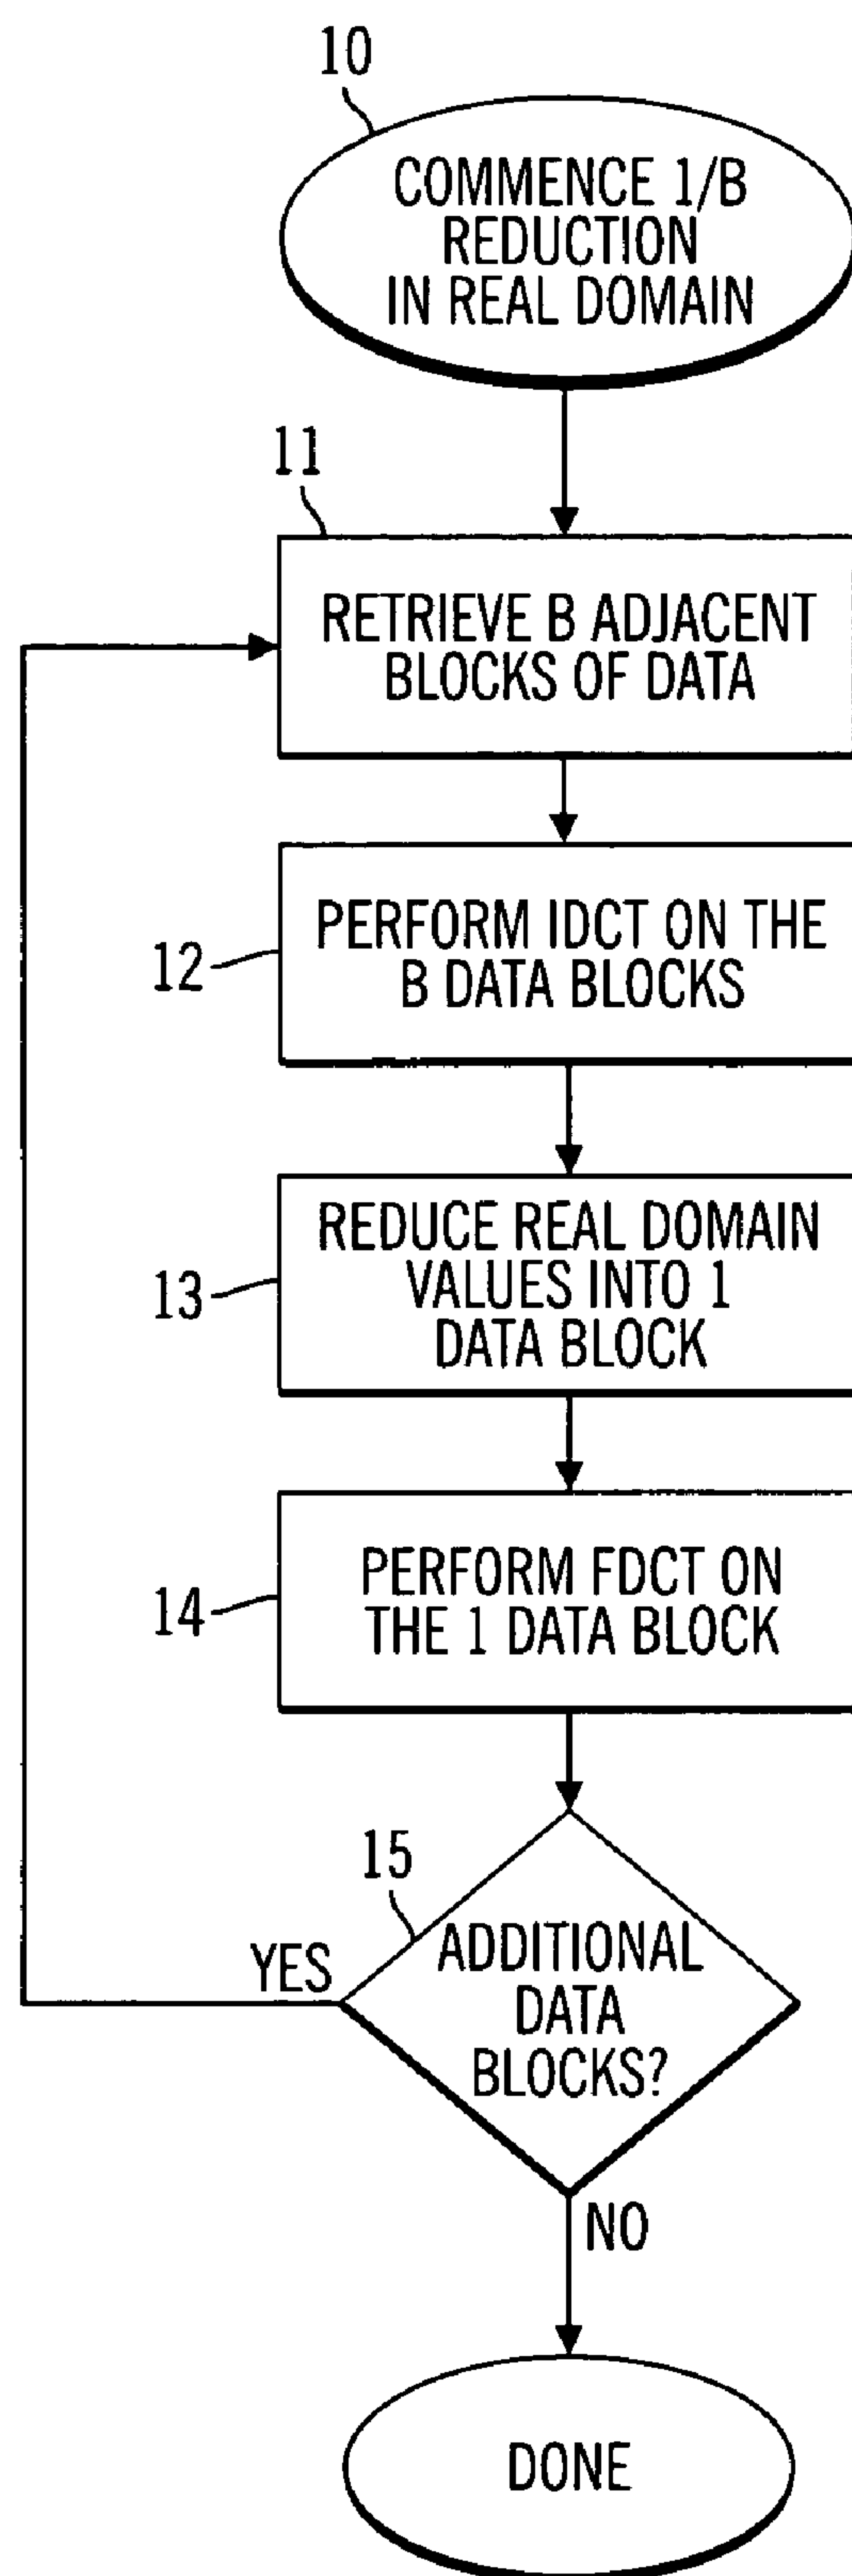 10
COMMENCE 1/B
REDUCTION
IN REAL DOMAIN
11
RETRIEVE B ADJACENT
BLOCKS OF DATA
12
PERFORM IDCT ON THE
B DATA BLOCKS
13
REDUCE REAL DOMAIN
VALUES INTO 1
DATA BLOCK
14
PERFORM FDCT ON
THE 1 DATA BLOCK
15
ADDITIONAL
DATA
BLOCKS?
YES
NO
DONE